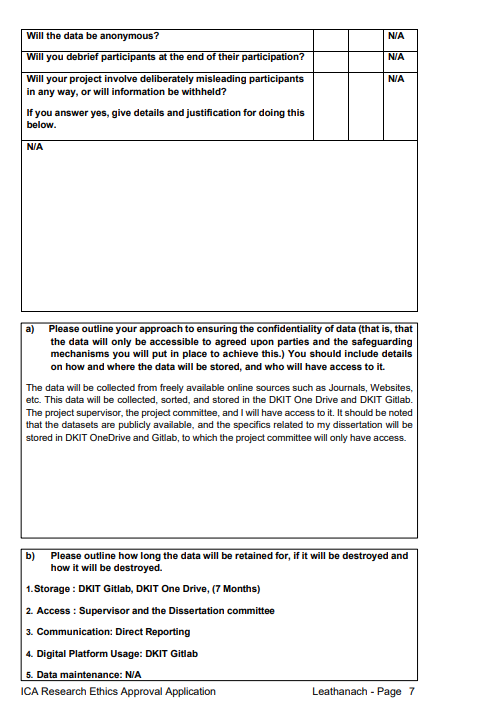 Will the data be anonymous? N/A
Will you debrief participants at the end of their participation? N/A
Will your project involve deliberately misleading participants N/A
in any way, or will information be withheld?
If you answer yes, give details and justification for doing this
below.
N/A
a) Please outline your approach to ensuring the confidentiality of data (that is, that
the data will only be accessible to agreed upon parties and the safeguarding
mechanisms you will put in place to achieve this.) You should include details
on how and where the data will be stored, and who will have access to it.
The data will be collected from freely available online sources such as Journals, Websites,
etc. This data will be collected, sorted, and stored in the DKIT One Drive and DKIT Gitlab.
The project supervisor, the project committee, and I will have access to it. It should be noted
that the datasets are publicly available, and the specifics related to my dissertation will be
stored in DKIT OneDrive and Gitlab, to which the project committee will only have access.
b) Please outline how long the data will be retained for, if it will be destroyed and
how it will be destroyed.
1. Storage : DKIT Gitlab, DKIT One Drive, (7 Months)
2. Access : Supervisor and the Dissertation committee
3. Communication: Direct Reporting
4. Digital Platform Usage: DKIT Gitlab
5. Data maintenance: N/A
ICA Research Ethics Approval Application Leathanach - Page 7